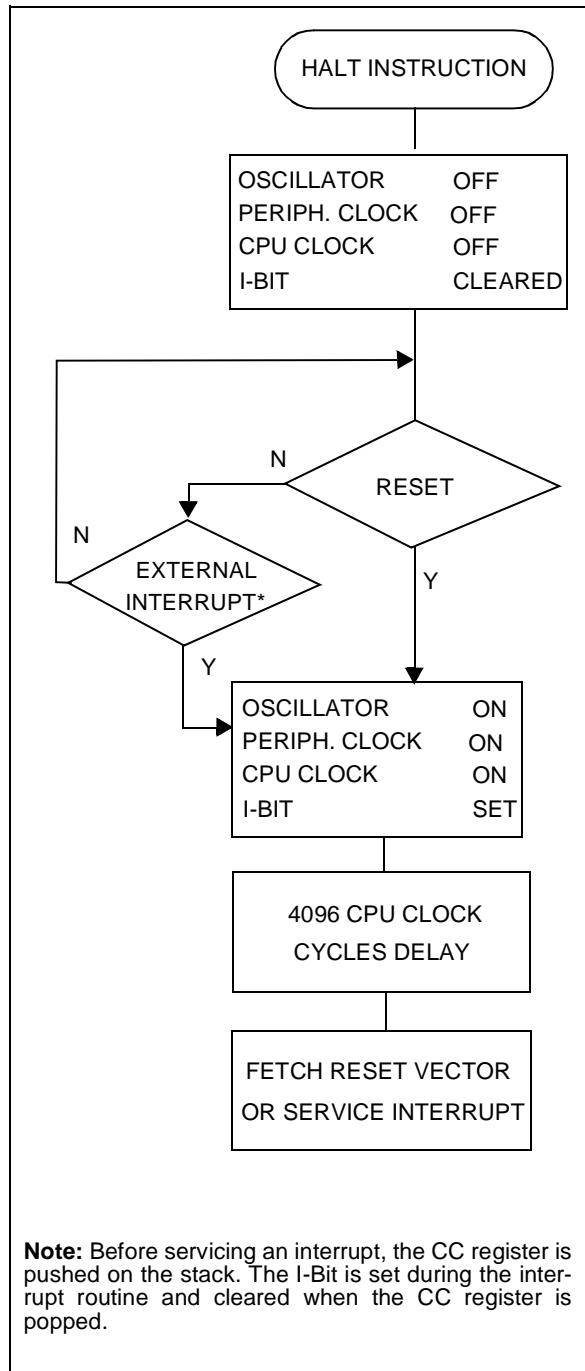 HALT INSTRUCTION
OSCILLATOR OFF
PERIPH. CLOCK OFF
CPU CLOCK OFF
I-BIT CLEARED
N
RESET
N
EXTERNAL
INTERRUPT*
Y
Y
OSCILLATOR ON
PERIPH. CLOCK ON
CPU CLOCK ON
I-BIT SET
4096 CPU CLOCK
CYCLES DELAY
FETCH RESET VECTOR
OR SERVICE INTERRUPT
Note: Before servicing an interrupt, the CC register is
pushed on the stack. The I-Bit is set during the inter-
rupt routine and cleared when the CC register is
popped.